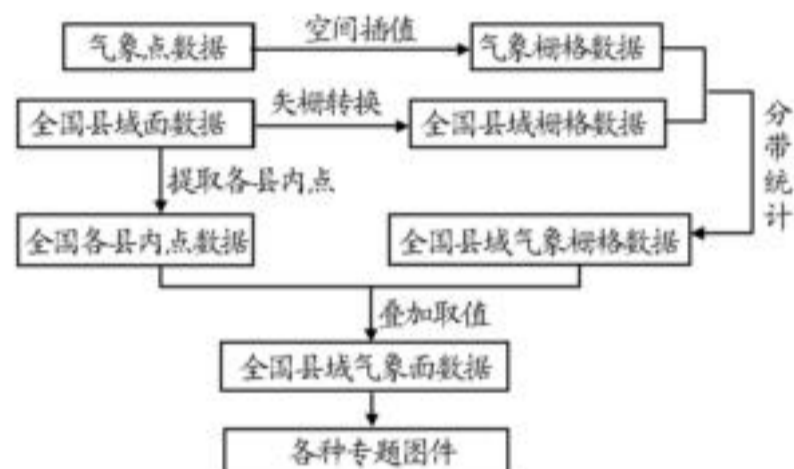 气象点数据
空间插值
气象栅格数据
全国县域面数据
矢栅转换
全国县域栅格数据
分带统计
提取各县内点
全国各县内点数据
全国县域气象栅格数据
叠加取值
全国县域气象面数据
各种专题图件